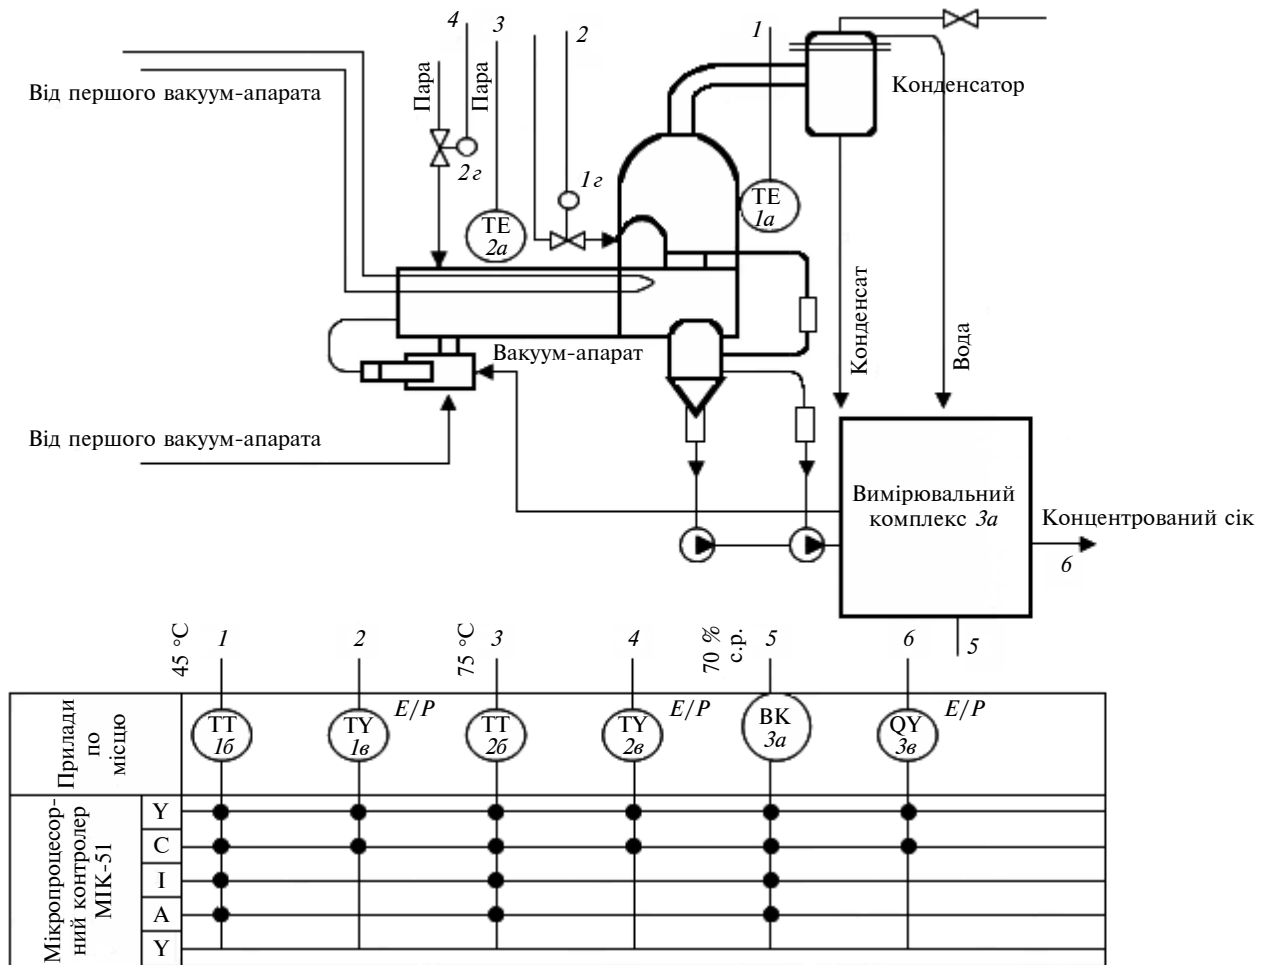 4
3
2
1
Пара
Пара
Від першого вакуум-апарата
Конденсатор
2г
1г
TE
2а
TE
1а
Конденсат
Вода
Вакуум-апарат
Від першого вакуум-апарата
Вимірювальний
комплекс 3а
Концентрований сік
6
5
45 °C
1
2
75 °C
3
4
70 %
с.р.
5
6
Прилади
по
місцю
TT
1б
TY
1в
E/P
TT
2б
TY
2в
E/P
ВК
3а
QY
3в
E/P
Мікропроцесор-
ний контролер
МІК-51
Y
C
I
A
Y